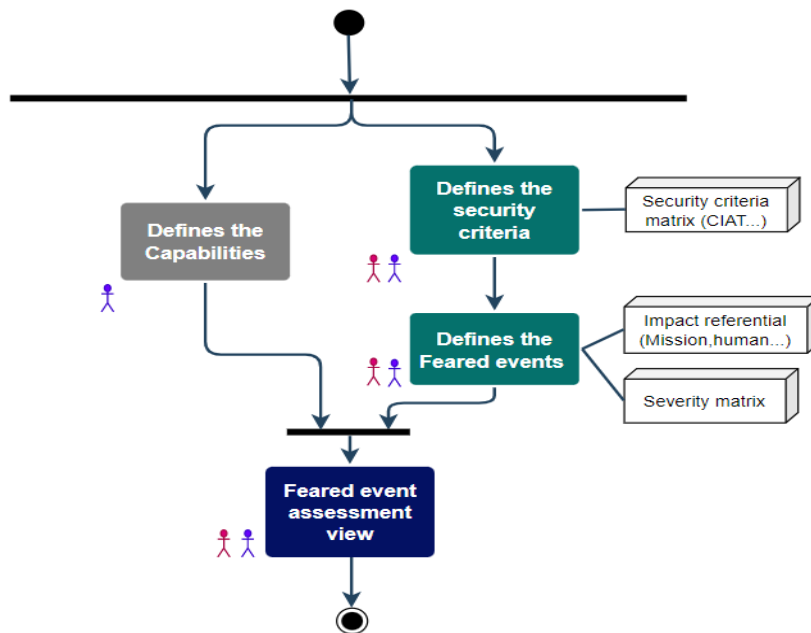 Defines the
security
criteria
Security criteria
matrix (CIAT...)
Defines the
Capabilities
Defines the
Feared events
Impact referential
(Mission,human...)
Severity matrix
Feared event
assessment
view